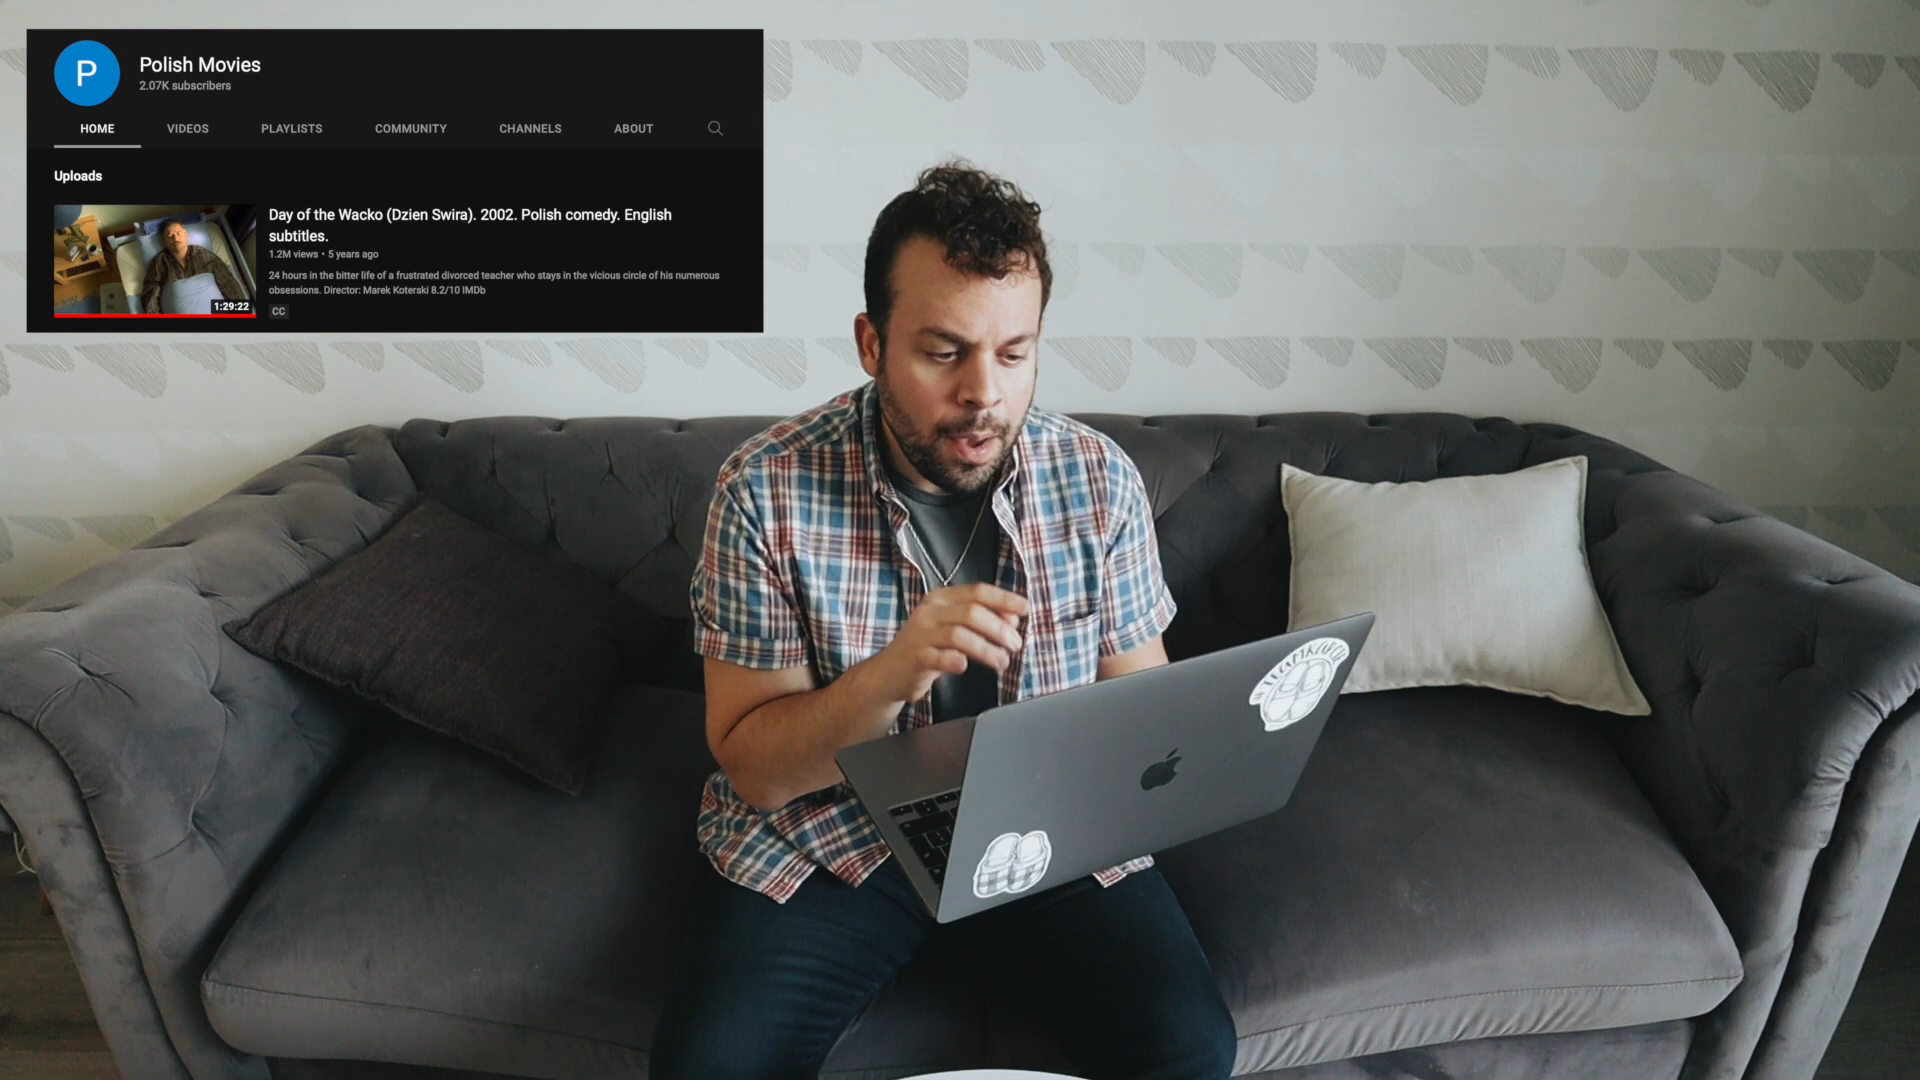 P
Polish Movies
2.07K subscribers
HOME VIDEOS PLAYLISTS COMMUNITY CHANNELS ABOUT
Uploads
Day of the Wacko (Dzien Swira). 2002. Polish comedy. English
subtitles.
1.2M views • 5 years ago
24 hours in the bitter life of a frustrated divorced teacher who stays in the vicious circle of his numerous
obsessions. Director: Marek Koterski 8.2/10 IMDb
1:29:22
CC